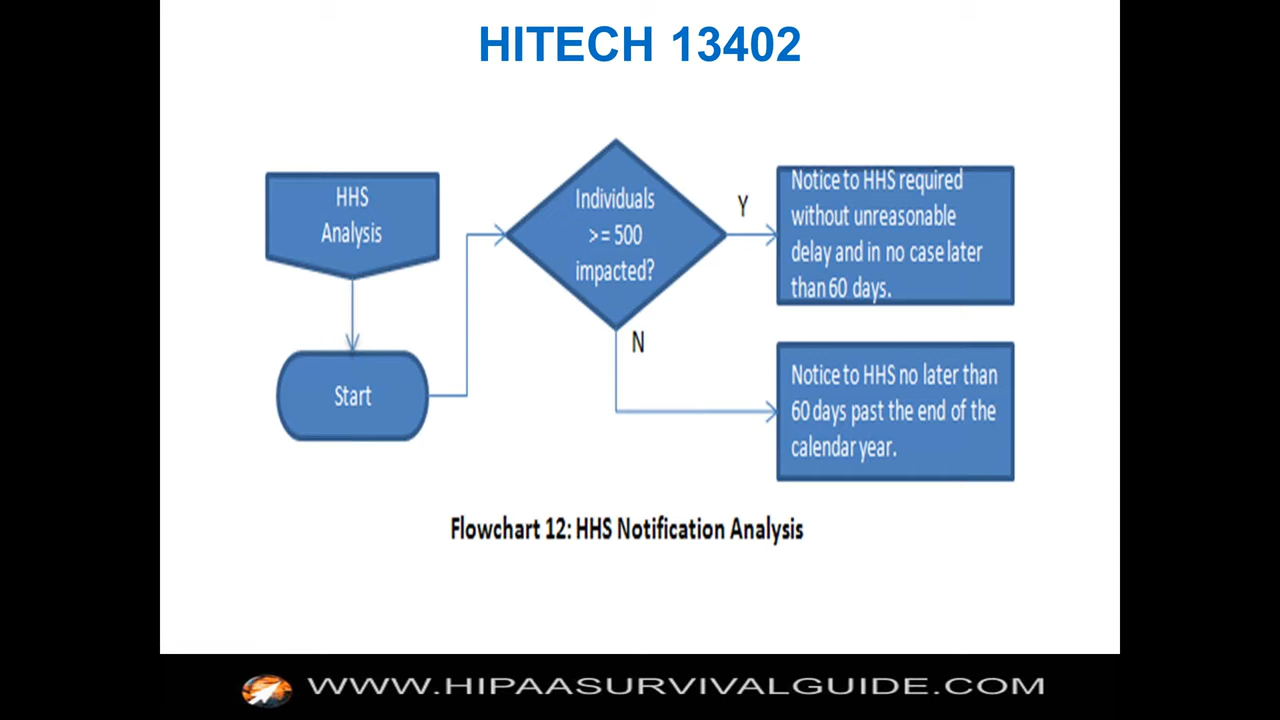 HITECH 13402
HHS
Analysis
Start
Individuals
>= 500
impacted?
Y
N
Notice to HHS required
without unreasonable
delay and in no case later
than 60 days.
Notice to HHS no later than
60 days past the end of the
calendar year.
Flowchart 12: HHS Notification Analysis
WWW.HIPAASURVIVALGUIDE.COM